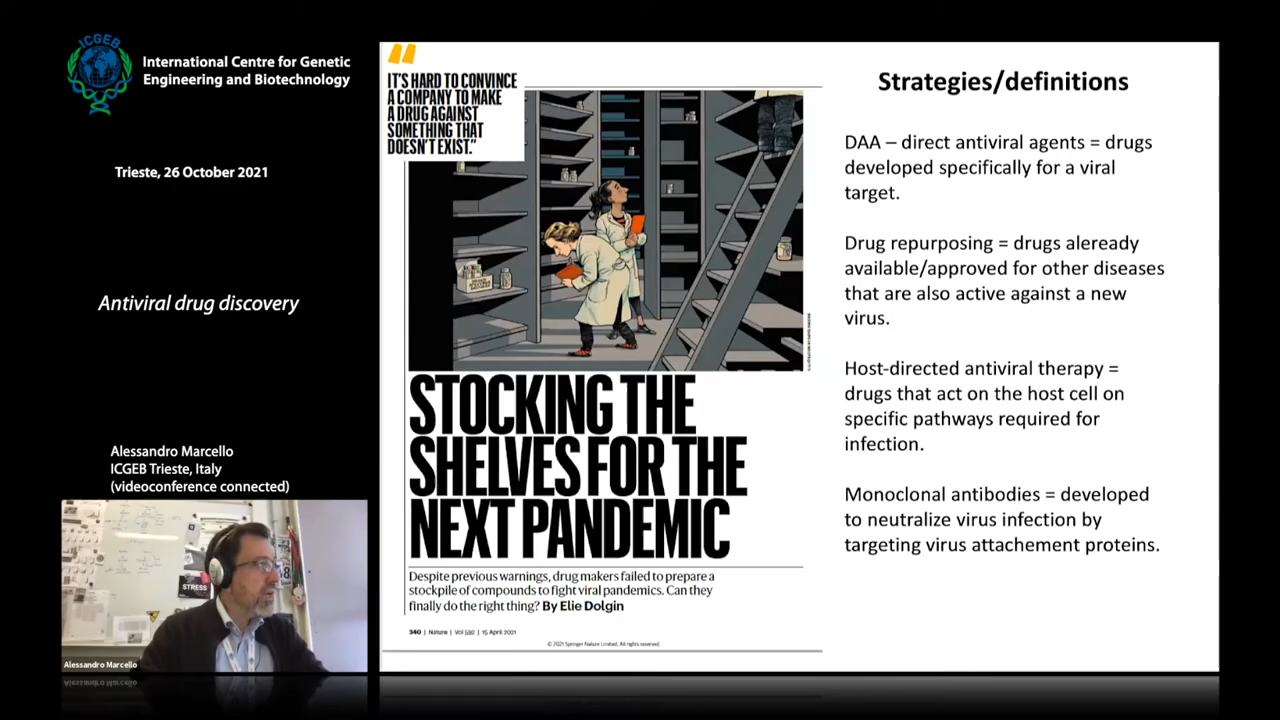 ICGEB
International Centre for Genetic
Engineering and Biotechnology
Trieste, 26 October 2021
Antiviral drug discovery
Alessandro Marcello
ICGEB Trieste, Italy
(videoconference connected)
STRESS
Alessandro Marcello
"
IT'S HARD TO CONVINCE
A COMPANY TO MAKE
A DRUG AGAINST
SOMETHING THAT
DOESN'T EXIST."
STOCKING THE
SHELVES FOR THE
NEXT PANDEMIC
Despite previous warnings, drug makers failed to prepare a
stockpile of compounds to fight viral pandemics. Can they
finally do the right thing? By Elie Dolgin
340 | Nature | Vol 592 | 15 April 2021
© 2021 Springer Nature Limited. All rights reserved.
Strategies/definitions
DAA – direct antiviral agents = drugs
developed specifically for a viral
target.
Drug repurposing = drugs aleready
available/approved for other diseases
that are also active against a new
virus.
Host-directed antiviral therapy =
drugs that act on the host cell on
specific pathways required for
infection.
Monoclonal antibodies = developed
to neutralize virus infection by
targeting virus attachement proteins.